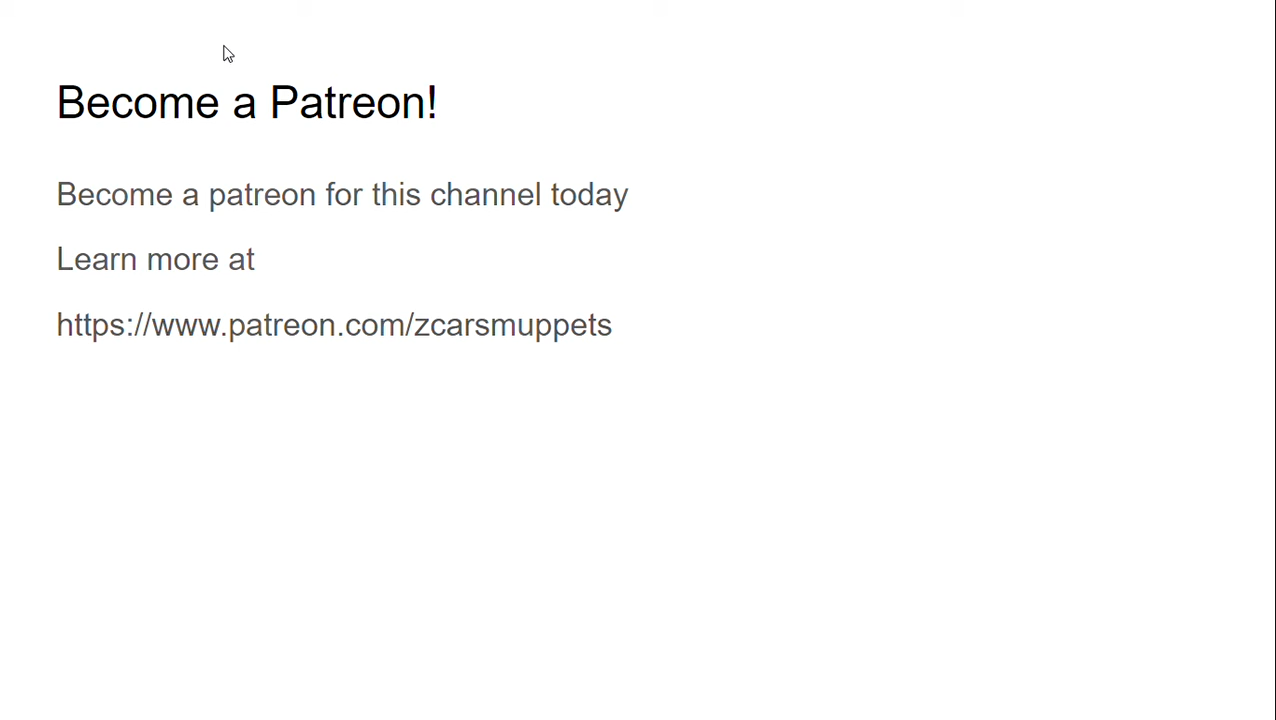 Become a Patreon!
Become a patreon for this channel today
Learn more at
https://www.patreon.com/zcarsmuppets